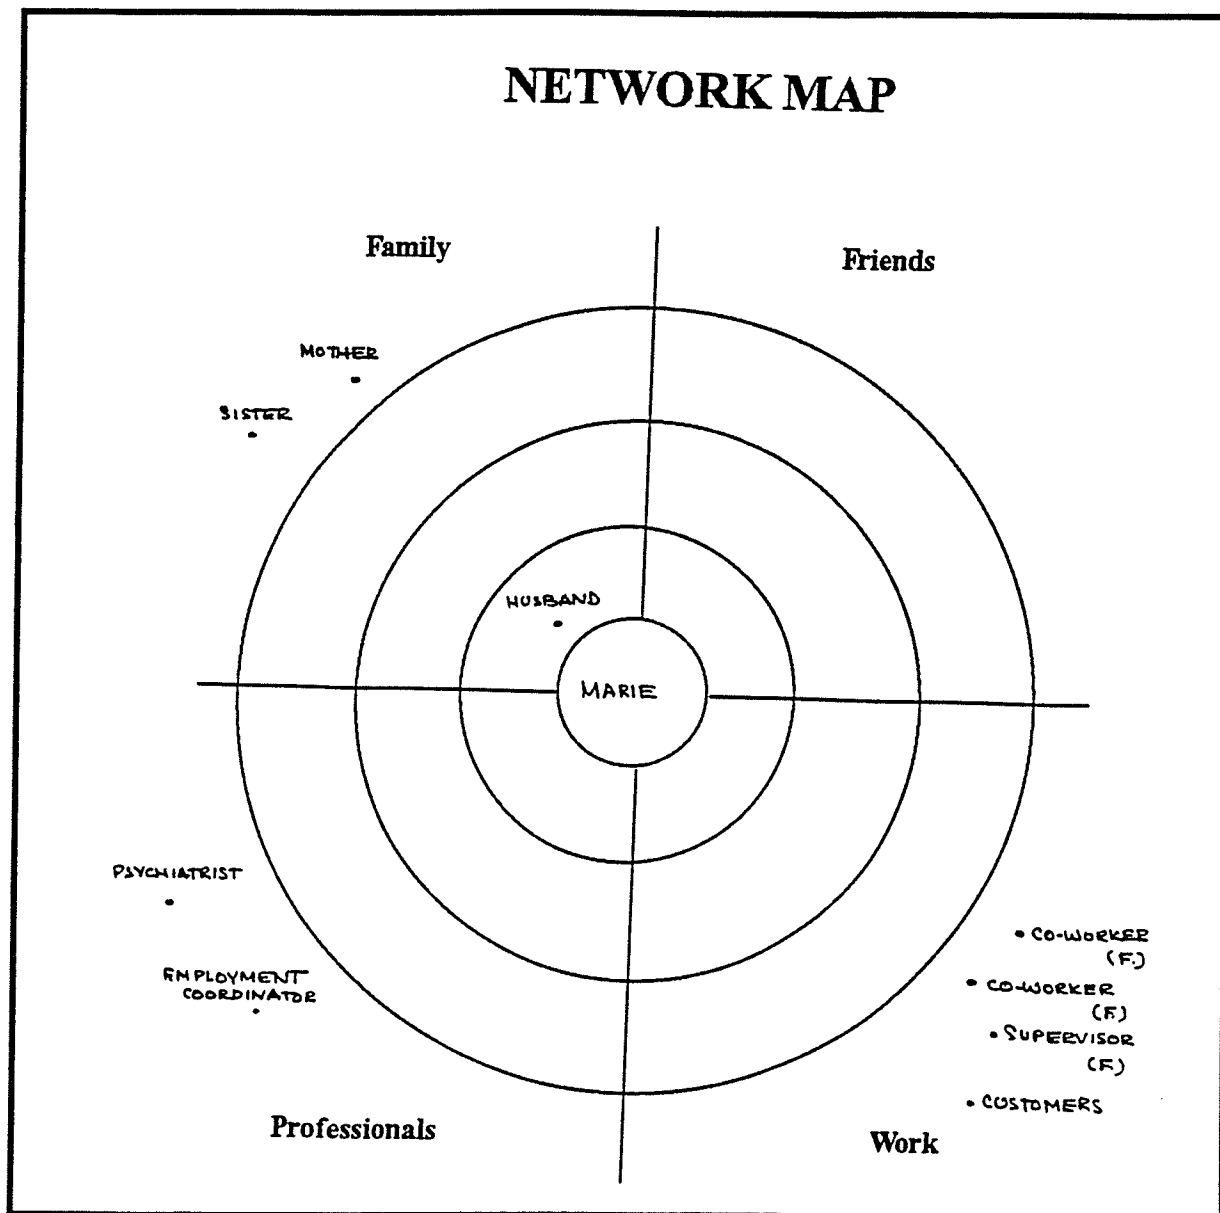 NETWORK MAP
Family
Friends
MOTHER
SISTER
HUSBAND
MARIE
PSYCHIATRIST
EMPLOYMENT
COORDINATOR
CO-WORKER
(F.)
CO-WORKER
(F.)
SUPERVISOR
(F.)
CUSTOMERS
Professionals
Work